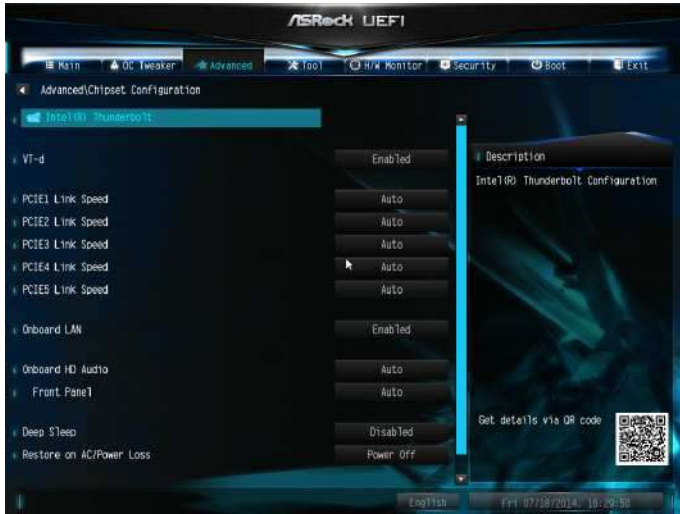 ASRock UEFI
Main OC Tweaker Advanced Tool H/W Monitor Security Boot Exit
Advanced\Chipset Configuration
Intel(R) Thunderbolt
VT-d Enabled
PCIE1 Link Speed Auto
PCIE2 Link Speed Auto
PCIE3 Link Speed Auto
PCIE4 Link Speed Auto
PCIE5 Link Speed Auto
Onboard LAN Enabled
Onboard HD Audio Auto
Front Panel Auto
Deep Sleep Disabled
Restore on AC/Power Loss Power Off
Description
Intel(R) Thunderbolt Configuration
Get details via QR code
English
Fri 07/18/2014, 16:29:50